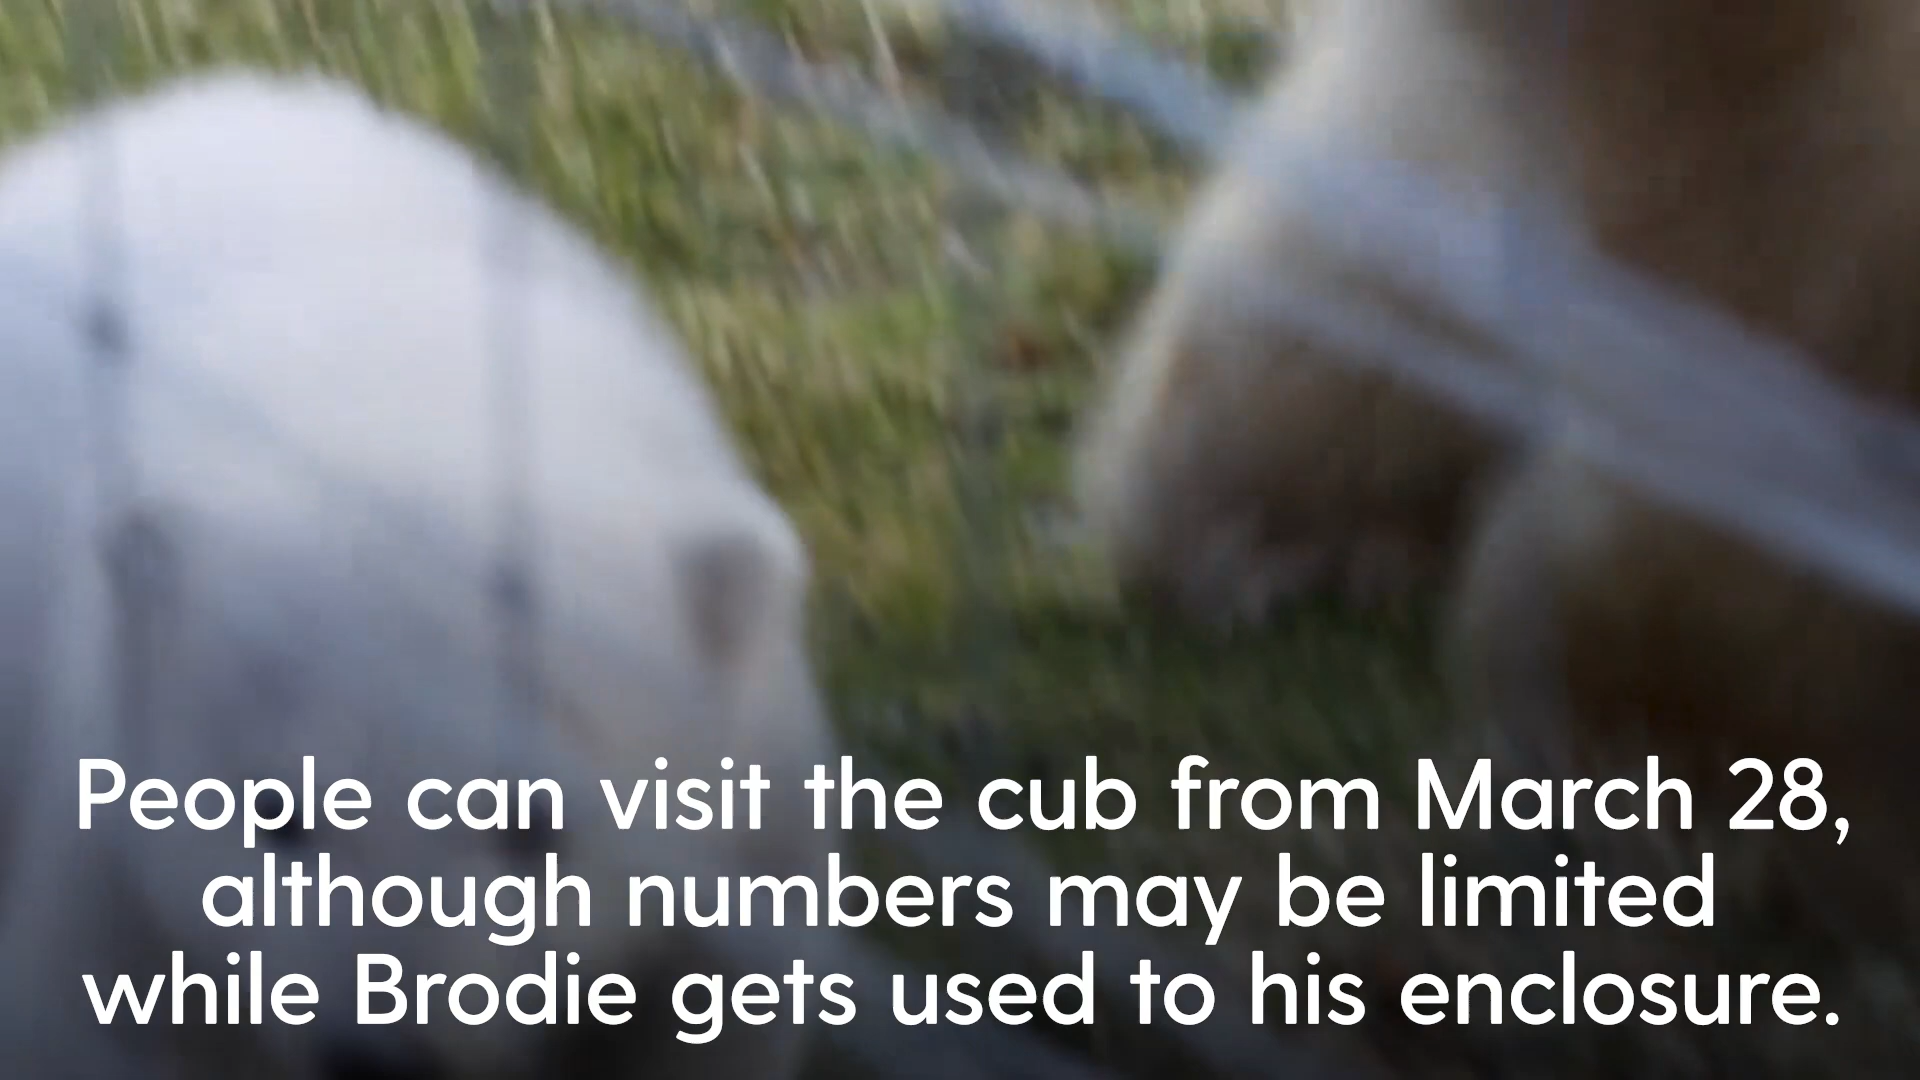 People can visit the cub from March 28,
although numbers may be limited
while Brodie gets used to his enclosure.